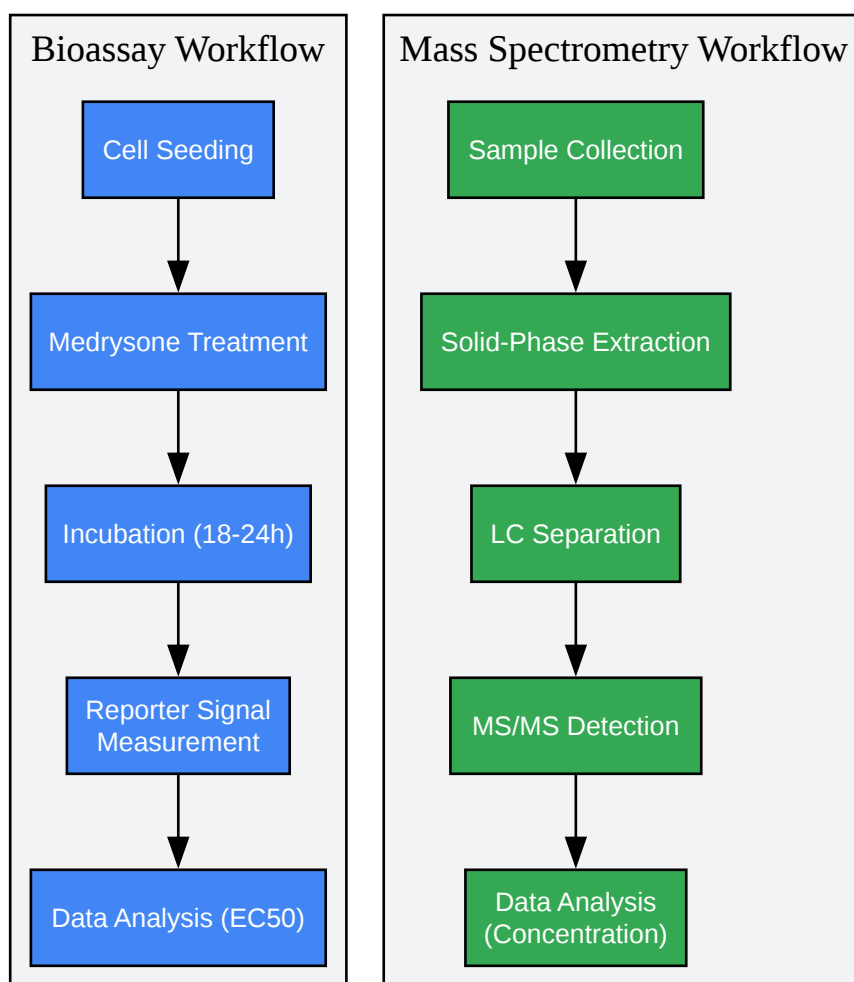 Bioassay Workflow
Cell Seeding
Medrysone Treatment
Incubation (18-24h)
Reporter Signal
Measurement
Data Analysis (EC50)
Mass Spectrometry Workflow
Sample Collection
Solid-Phase Extraction
LC Separation
MS/MS Detection
Data Analysis
(Concentration)